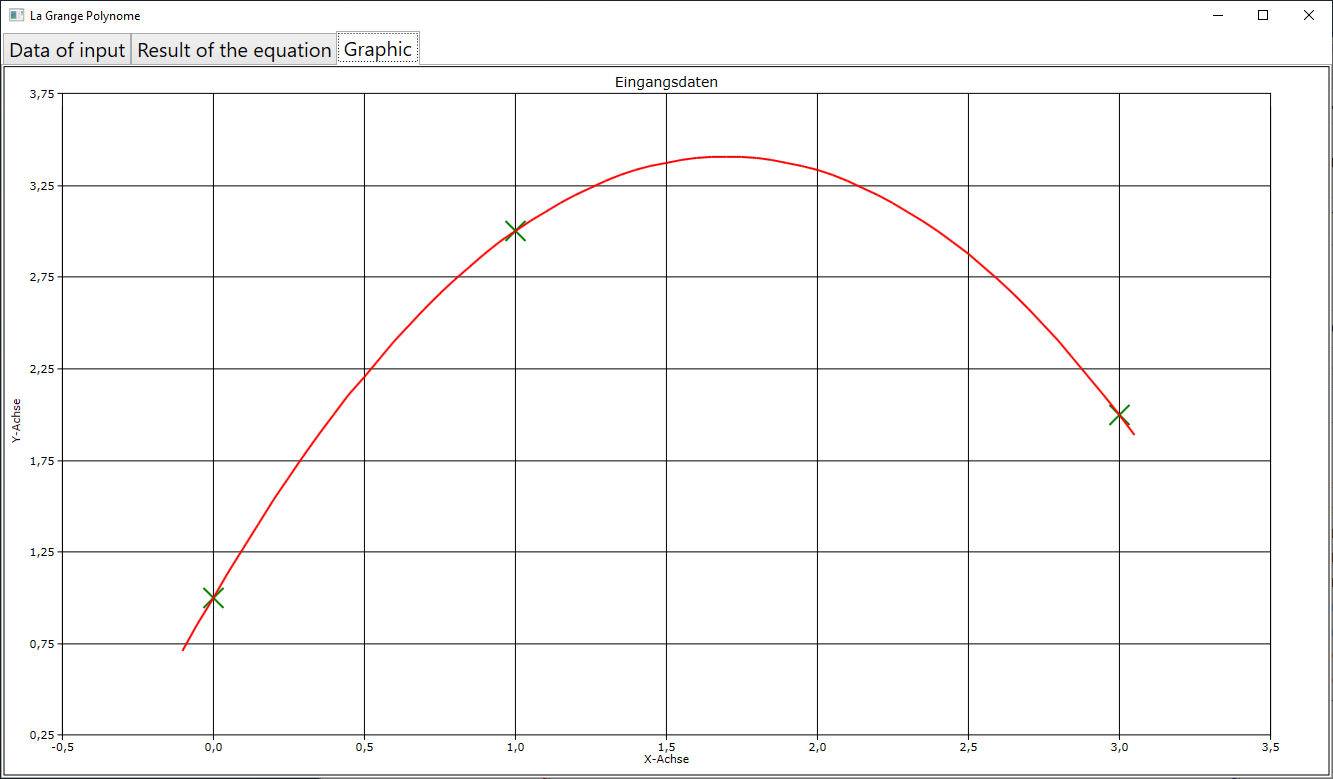 La Grange Polynome
Data of input Result of the equation Graphic
Eingangsdaten
3,75
3,25
2,75
2,25
Y-Achse
1,75
1,25
0,75
0,25
-0,5 0,0 0,5 1,0 1,5 2,0 2,5 3,0 3,5
X-Achse